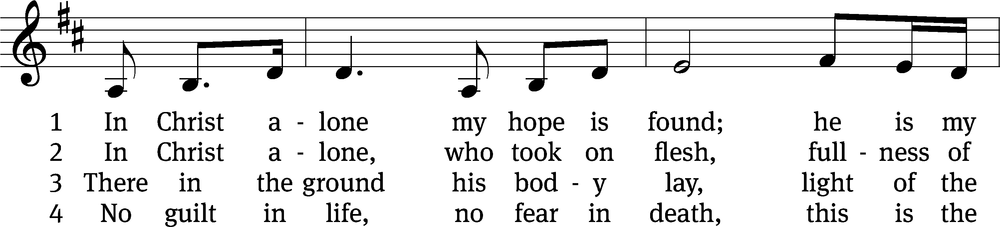 1 In Christ a - lone my hope is found; he is my
2 In Christ a - lone, who took on flesh, full - ness of
3 There in the ground his bod - y lay, light of the
4 No guilt in life, no fear in death, this is the